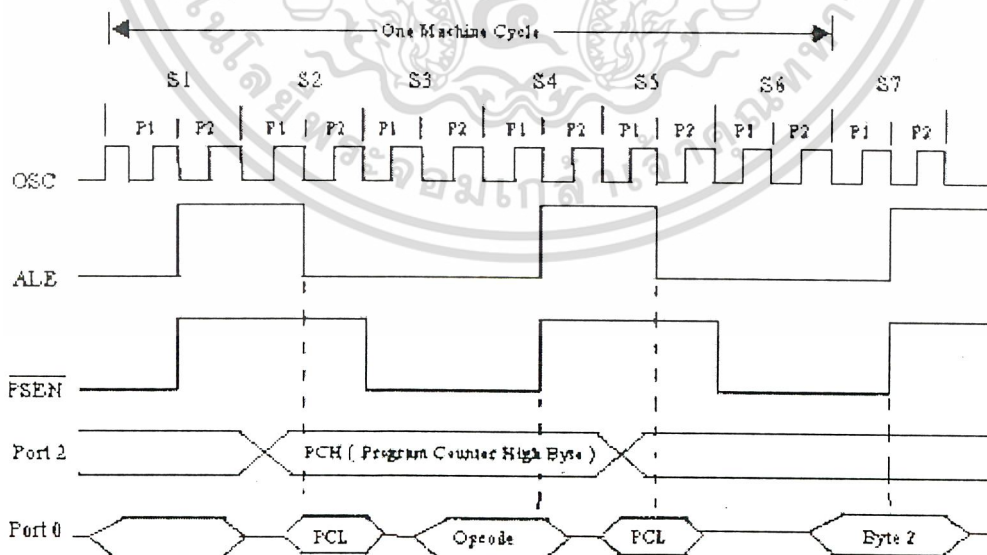 One Machine Cycle
S1 S2 S3 S4 S5 S6 S7
P1 P2 P1 P2 P1 P2 P1 P2 P1 P2 P1 P2 P1 P2
OSC
ALE
PSEN
Port 2 PCH ( Program Counter High Byte )
Port 0 PCL Opcode PCL Byte 2